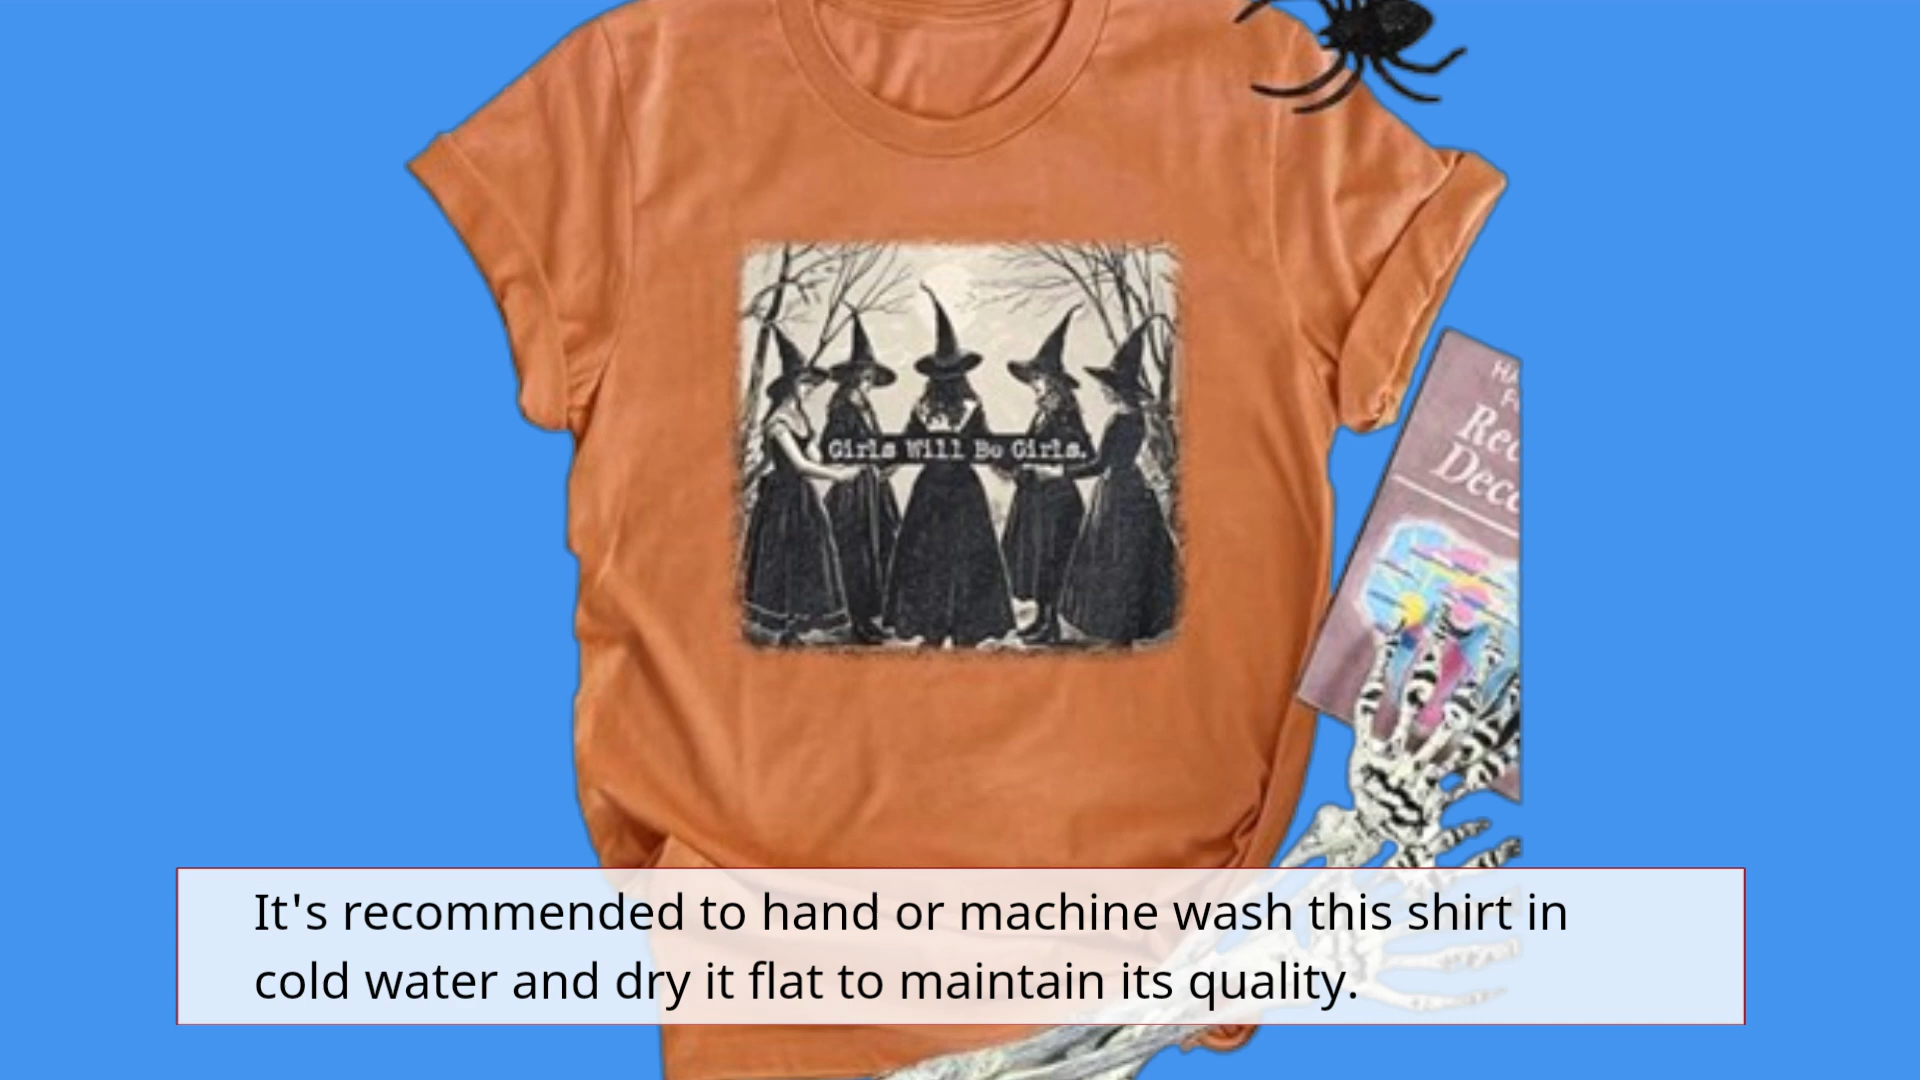 Girls Will Be Girls.
It's recommended to hand or machine wash this shirt in
cold water and dry it flat to maintain its quality.